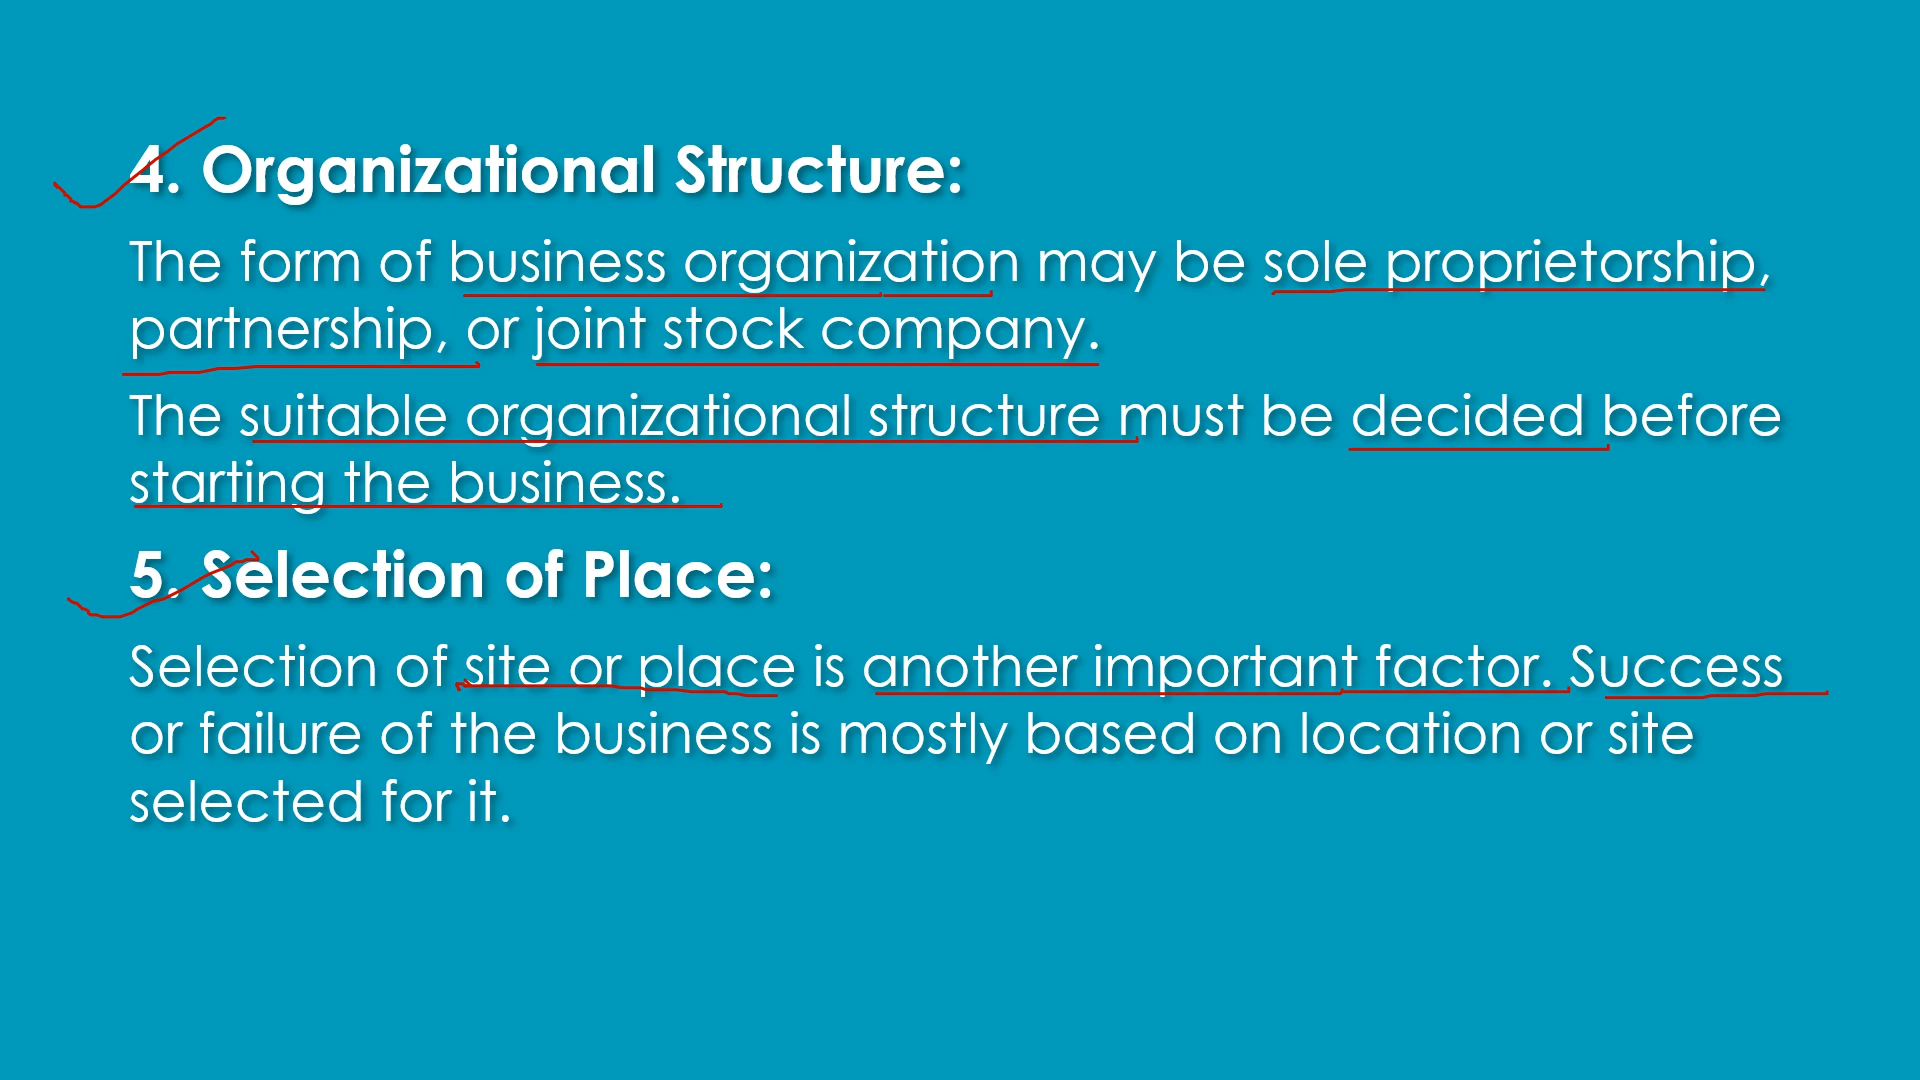 4. Organizational Structure:
The form of business organization may be sole proprietorship,
partnership, or joint stock company.
The suitable organizational structure must be decided before
starting the business.
5. Selection of Place:
Selection of site or place is another important factor. Success
or failure of the business is mostly based on location or site
selected for it.